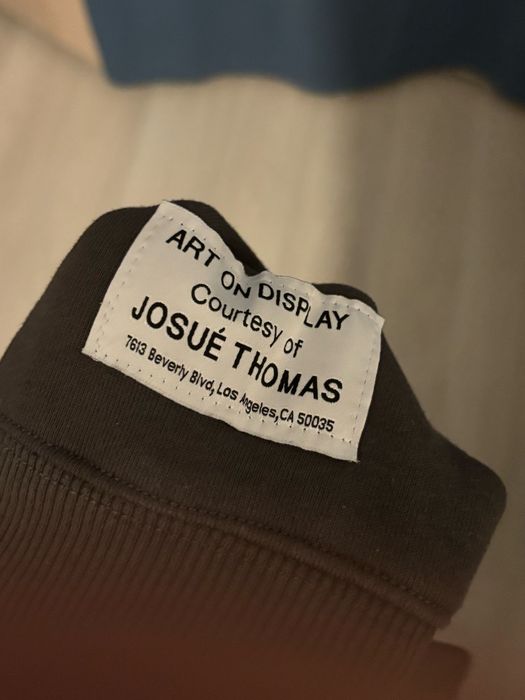 ART ON DISPLAY
Courtesy of
JOSUÉ THOMAS
7613 Beverly Blvd, Los Angeles, CA 50035